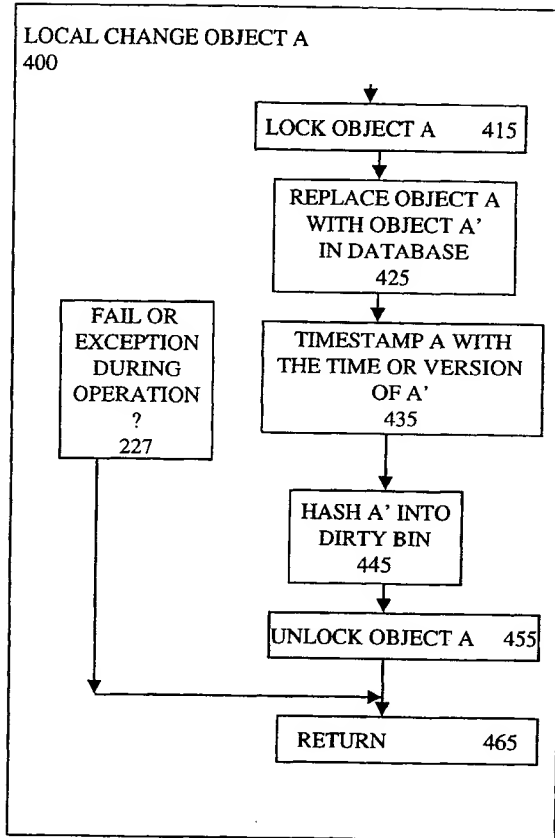 LOCAL CHANGE OBJECT A
400
LOCK OBJECT A 415
REPLACE OBJECT A
WITH OBJECT A'
IN DATABASE
425
FAIL OR
EXCEPTION
DURING
OPERATION
?
227
TIMESTAMP A WITH
THE TIME OR VERSION
OF A'
435
HASH A' INTO
DIRTY BIN
445
UNLOCK OBJECT A 455
RETURN 465